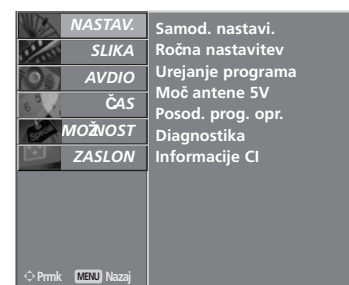 NASTAV.
SLIKA
AVDIO
ČAS
MOŽNOST
ZASLON
Samod. nastavi.
Ročna nastavitev
Urejanje programa
Moč antene 5V
Posod. prog. opr.
Diagnostika
Informacije CI
Prmk MENU Nazaj